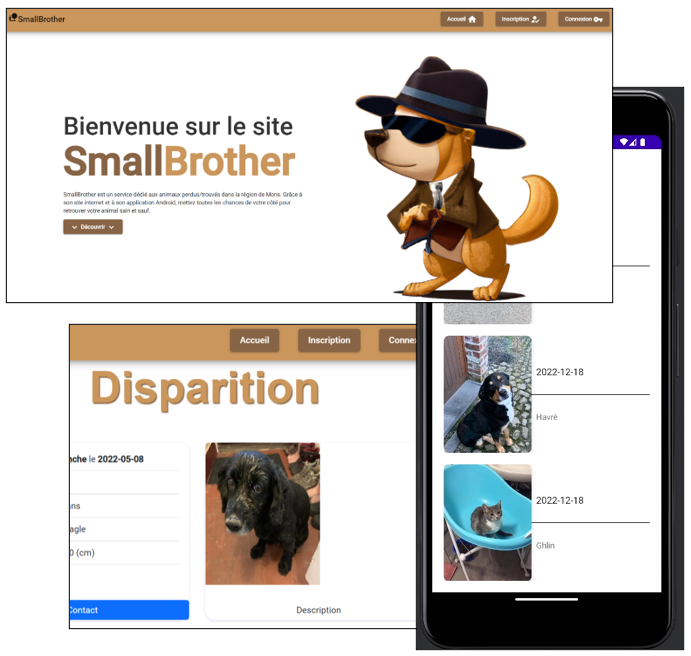 SmallBrother
Accueil
Inscription
Connexion
Bienvenue sur le site
SmallBrother
SmallBrother est un service dédié aux animaux perdus/trouvés dans la région de Mons. Grâce à
son site internet et à son application Android, mettez toutes les chances de votre côté pour
retrouver votre animal sain et sauf.
Découvrir
Accueil
Inscription
Connex
Disparition
nche le 2022-05-08
ans
agle
0 (cm)
Contact
Description
2022-12-18
Havré
2022-12-18
Ghlin